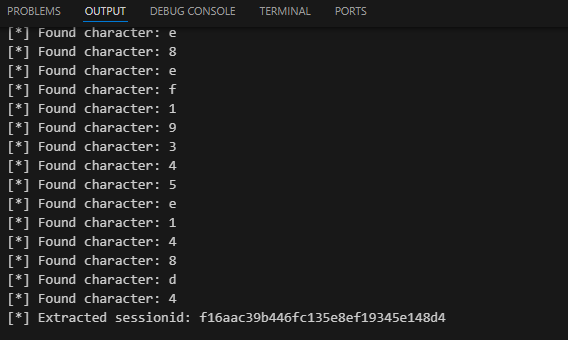 PROBLEMS OUTPUT DEBUG CONSOLE TERMINAL PORTS
[*] Found character: e
[*] Found character: 8
[*] Found character: e
[*] Found character: f
[*] Found character: 1
[*] Found character: 9
[*] Found character: 3
[*] Found character: 4
[*] Found character: 5
[*] Found character: e
[*] Found character: 1
[*] Found character: 4
[*] Found character: 8
[*] Found character: d
[*] Found character: 4
[*] Extracted sessionid: f16aac39b446fc135e8ef19345e148d4